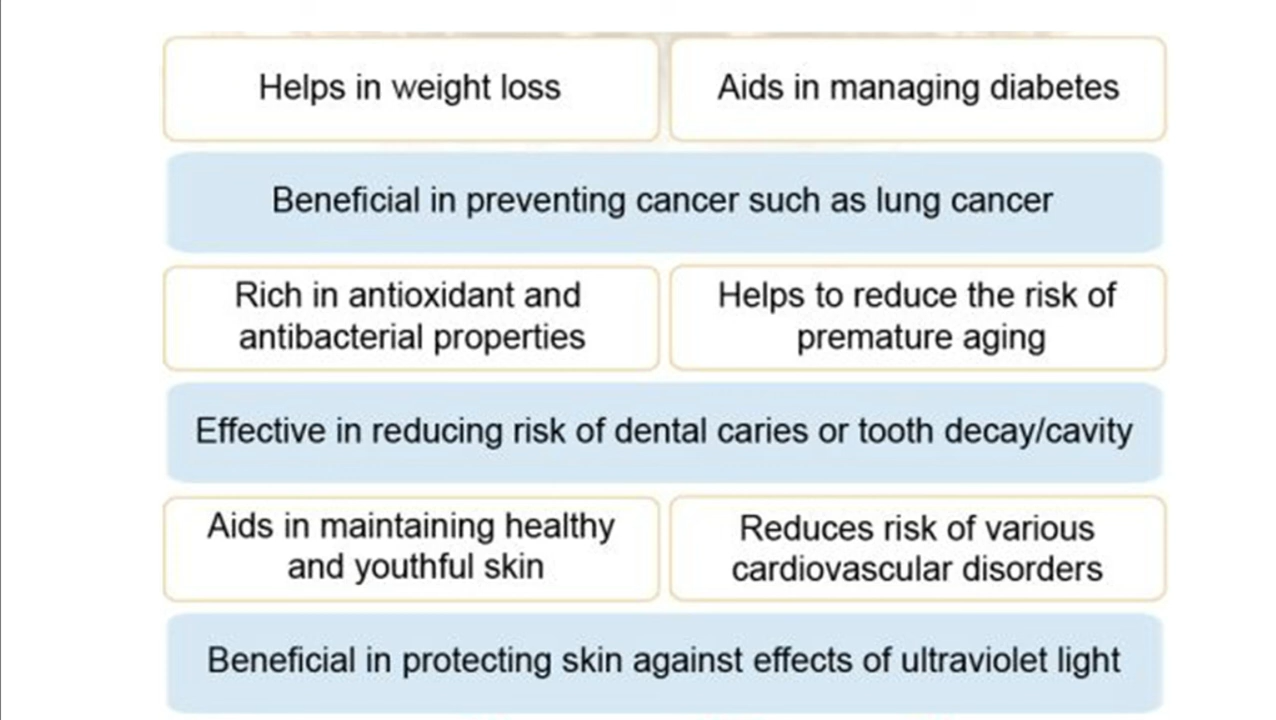 Helps in weight loss
Aids in managing diabetes
Beneficial in preventing cancer such as lung cancer
Rich in antioxidant and
antibacterial properties
Helps to reduce the risk of
premature aging
Effective in reducing risk of dental caries or tooth decay/cavity
Aids in maintaining healthy
and youthful skin
Reduces risk of various
cardiovascular disorders
Beneficial in protecting skin against effects of ultraviolet light